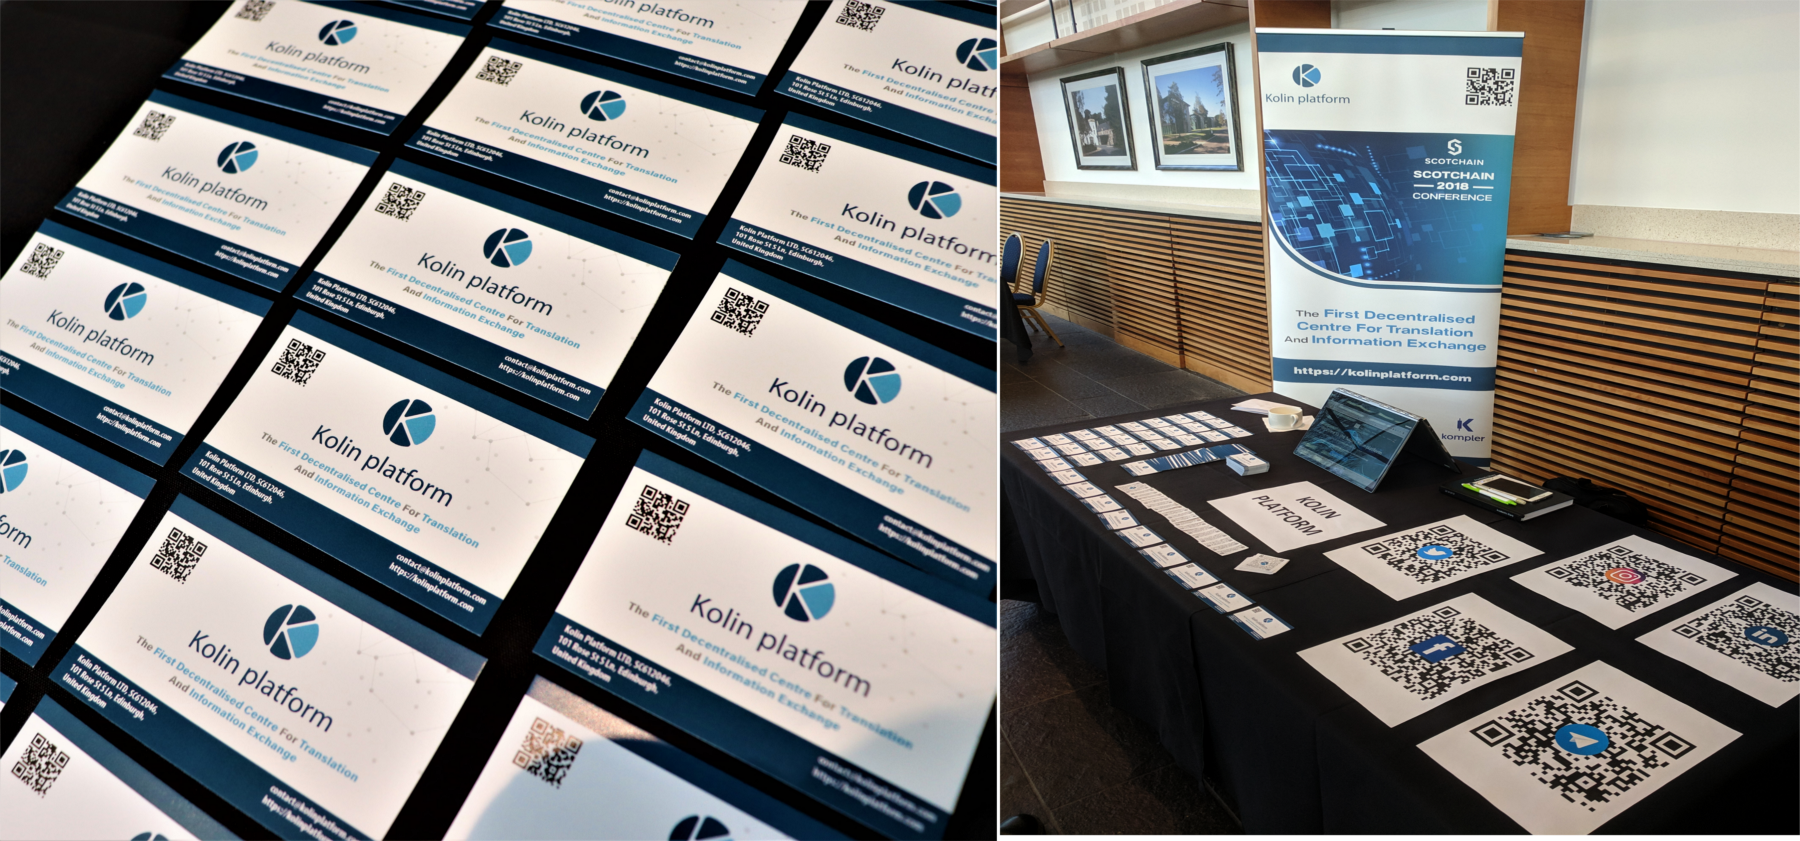 Kolin platform
The First Decentralised Centre For Translation
And Information Exchange
Kolin Platform LTD, SC612046,
101 Rose St S Ln, Edinburgh,
United Kingdom
contact@kolinplatform.com
https://kolinplatform.com
Kolin platform
SCOTCHAIN
SCOTCHAIN
2018
CONFERENCE
The First Decentralised
Centre For Translation
And Information Exchange
https://kolinplatform.com
kompler
KOLIN
PLATFORM